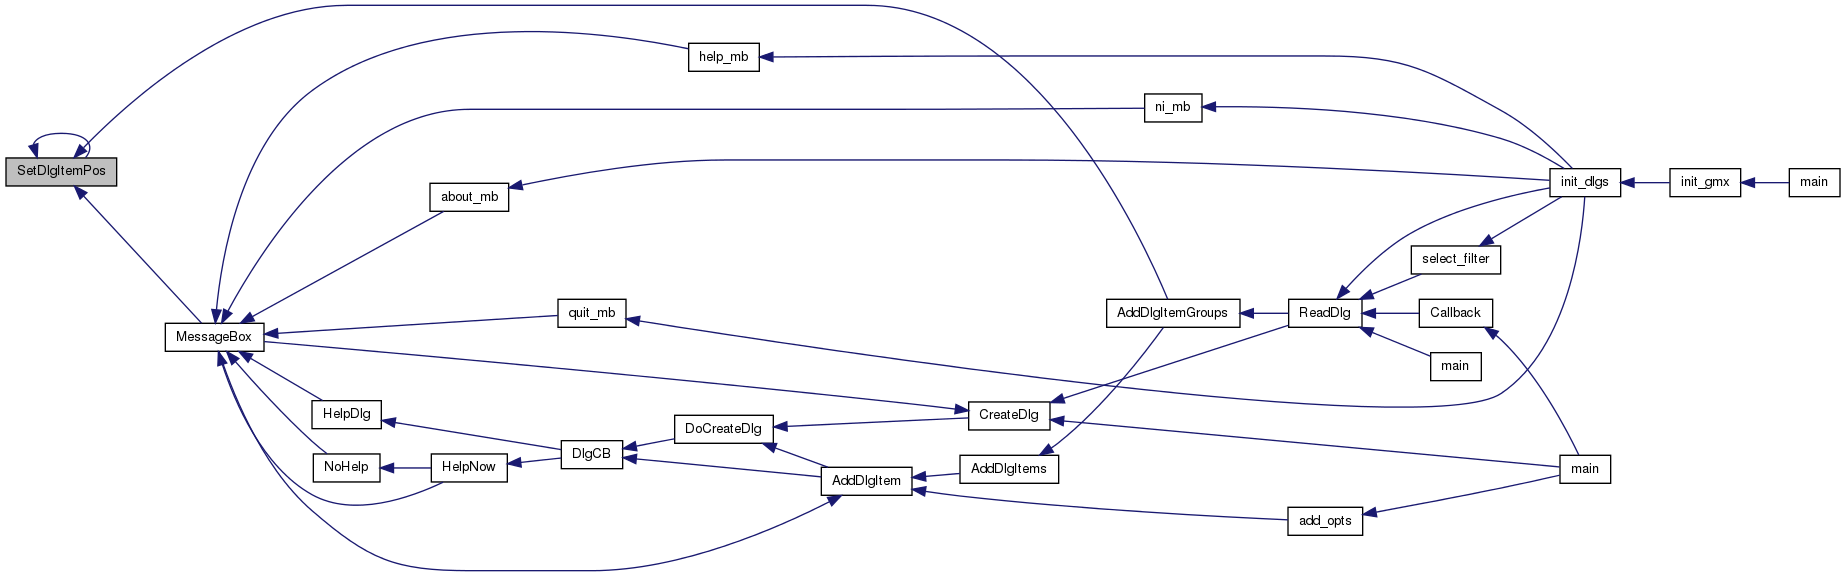 help_mb
ni_mb
SetDlgItemPos
about_mb
init_dlgs
init_gmx
main
select_filter
quit_mb
AddDlgItemGroups
ReadDlg
Callback
MessageBox
main
HelpDlg
CreateDlg
DoCreateDlg
DlgCB
NoHelp
HelpNow
AddDlgItems
main
AddDlgItem
add_opts